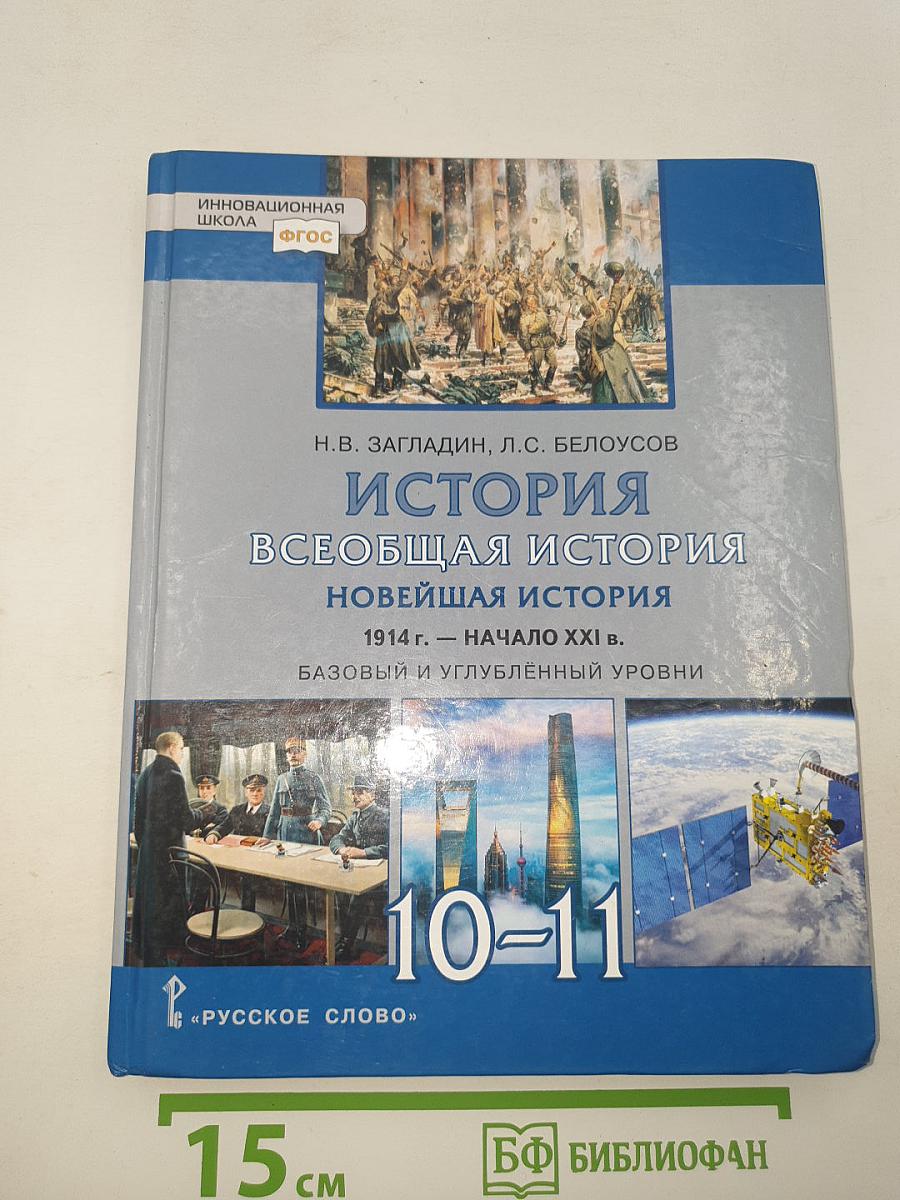 ИННОВАЦИОННАЯ
ШКОЛА
ФГОС
Н.В. ЗАГЛАДИН, Л.С. БЕЛОУСОВ
ИСТОРИЯ
ВСЕОБЩАЯ ИСТОРИЯ
НОВЕЙШАЯ ИСТОРИЯ
1914 г. — НАЧАЛО XXI в.
БАЗОВЫЙ И УГЛУБЛЁННЫЙ УРОВНИ
10–11
РС «РУССКОЕ СЛОВО»
15 см
БФ БИБЛИОФАН